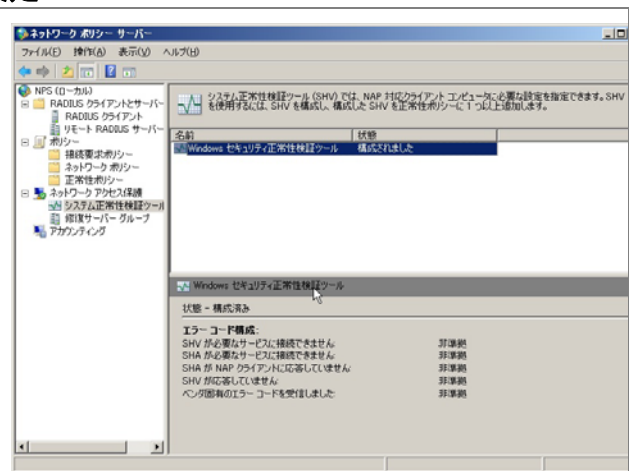 ネットワーク ポリシー サーバー
ファイル(F) 操作(A) 表示(V) ヘルプ(H)
NPS (ローカル)
RADIUS クライアントとサーバー
RADIUS クライアント
リモート RADIUS サーバー
ポリシー
接続要求ポリシー
ネットワーク ポリシー
正常性ポリシー
ネットワーク アクセス保護
システム正常性検証ツール
修復サーバー グループ
アカウンティング
システム正常性検証ツール (SHV) では、NAP 対応クライアント コンピュータに必要な設定を指定できます。SHV
を使用するには、SHV を構成し、構成した SHV を正常性ポリシーに 1 つ以上追加します。
名前 状態
Windows セキュリティ正常性検証ツール 構成されました
Windows セキュリティ正常性検証ツール
状態 - 構成済み
エラー コード構成:
SHV が必要なサービスに接続できません 非準拠
SHA が必要なサービスに接続できません 非準拠
SHA が NAP クライアントに応答していません 非準拠
SHV が応答していません 非準拠
ベンダ固有のエラー コードを受信しました 非準拠